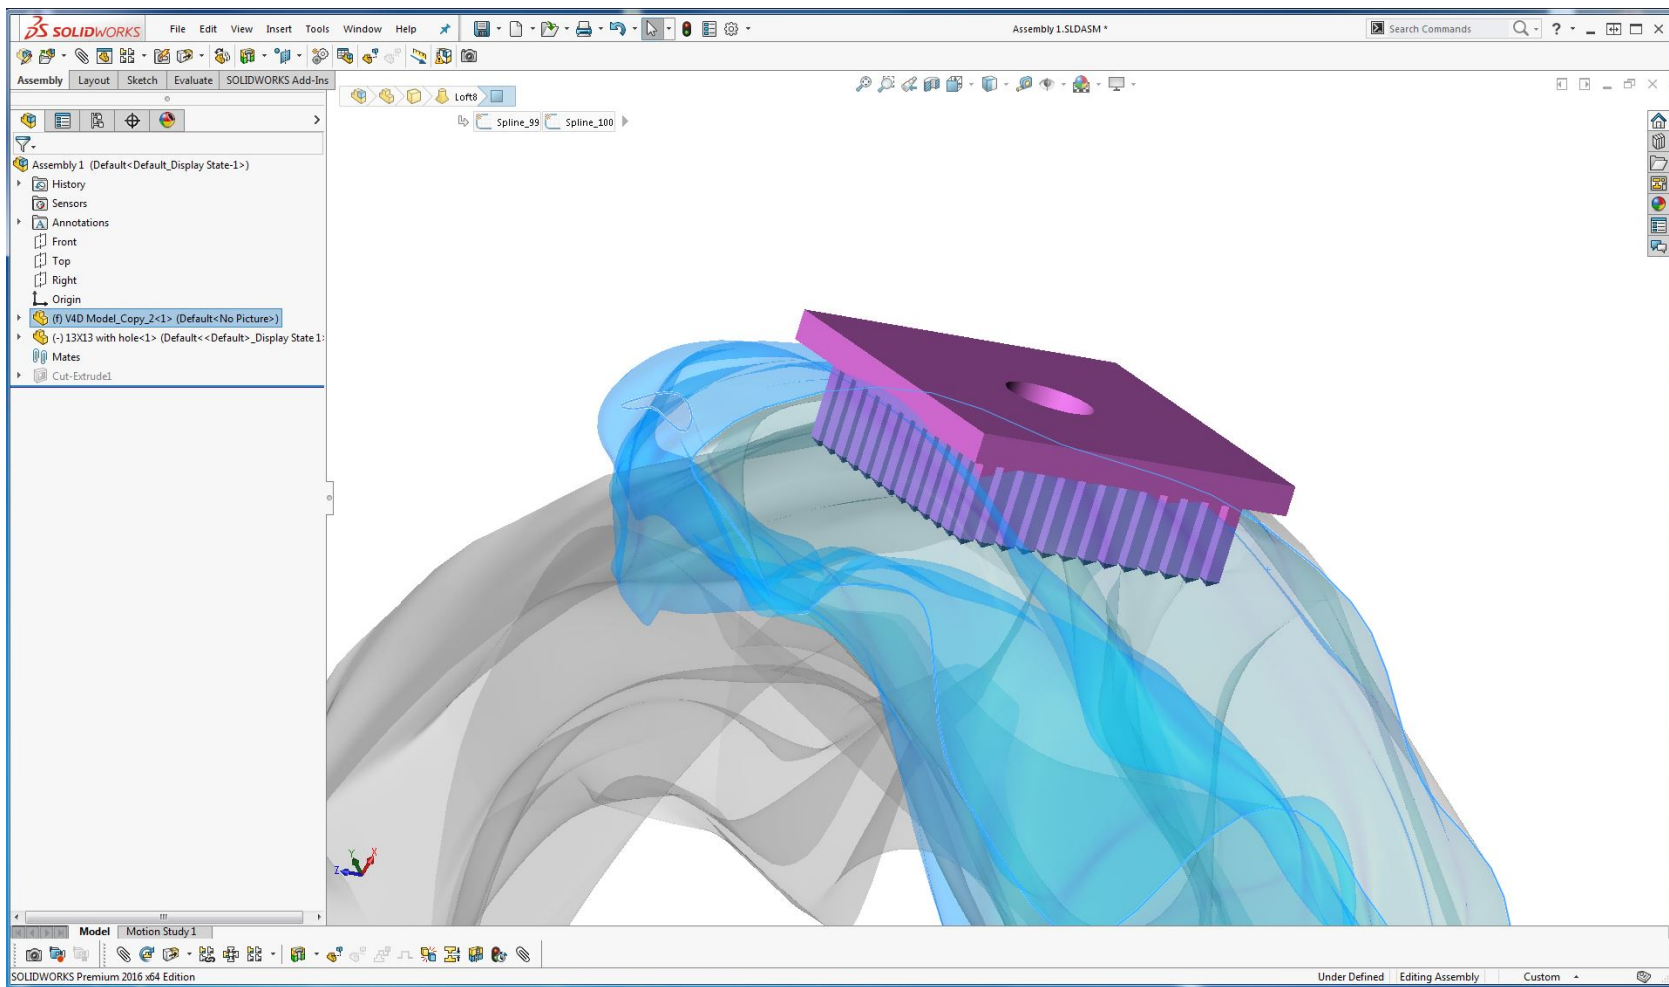 SOLIDWORKS File Edit View Insert Tools Window Help Assembly 1.SLDASM * Search Commands ?
Assembly Layout Sketch Evaluate SOLIDWORKS Add-Ins
Loft8
Spline_99 Spline_100
Assembly 1 (Default<Default_Display State-1>)
History
Sensors
A Annotations
Front
Top
Right
Origin
(f) V4D Model_Copy_2<1> (Default<No Picture>)
(-) 13X13 with hole<1> (Default<<Default>_Display State 1>
Mates
Cut-Extrude1
Y X
Z
Model Motion Study 1
SOLIDWORKS Premium 2016 x64 Edition Under Defined Editing Assembly Custom